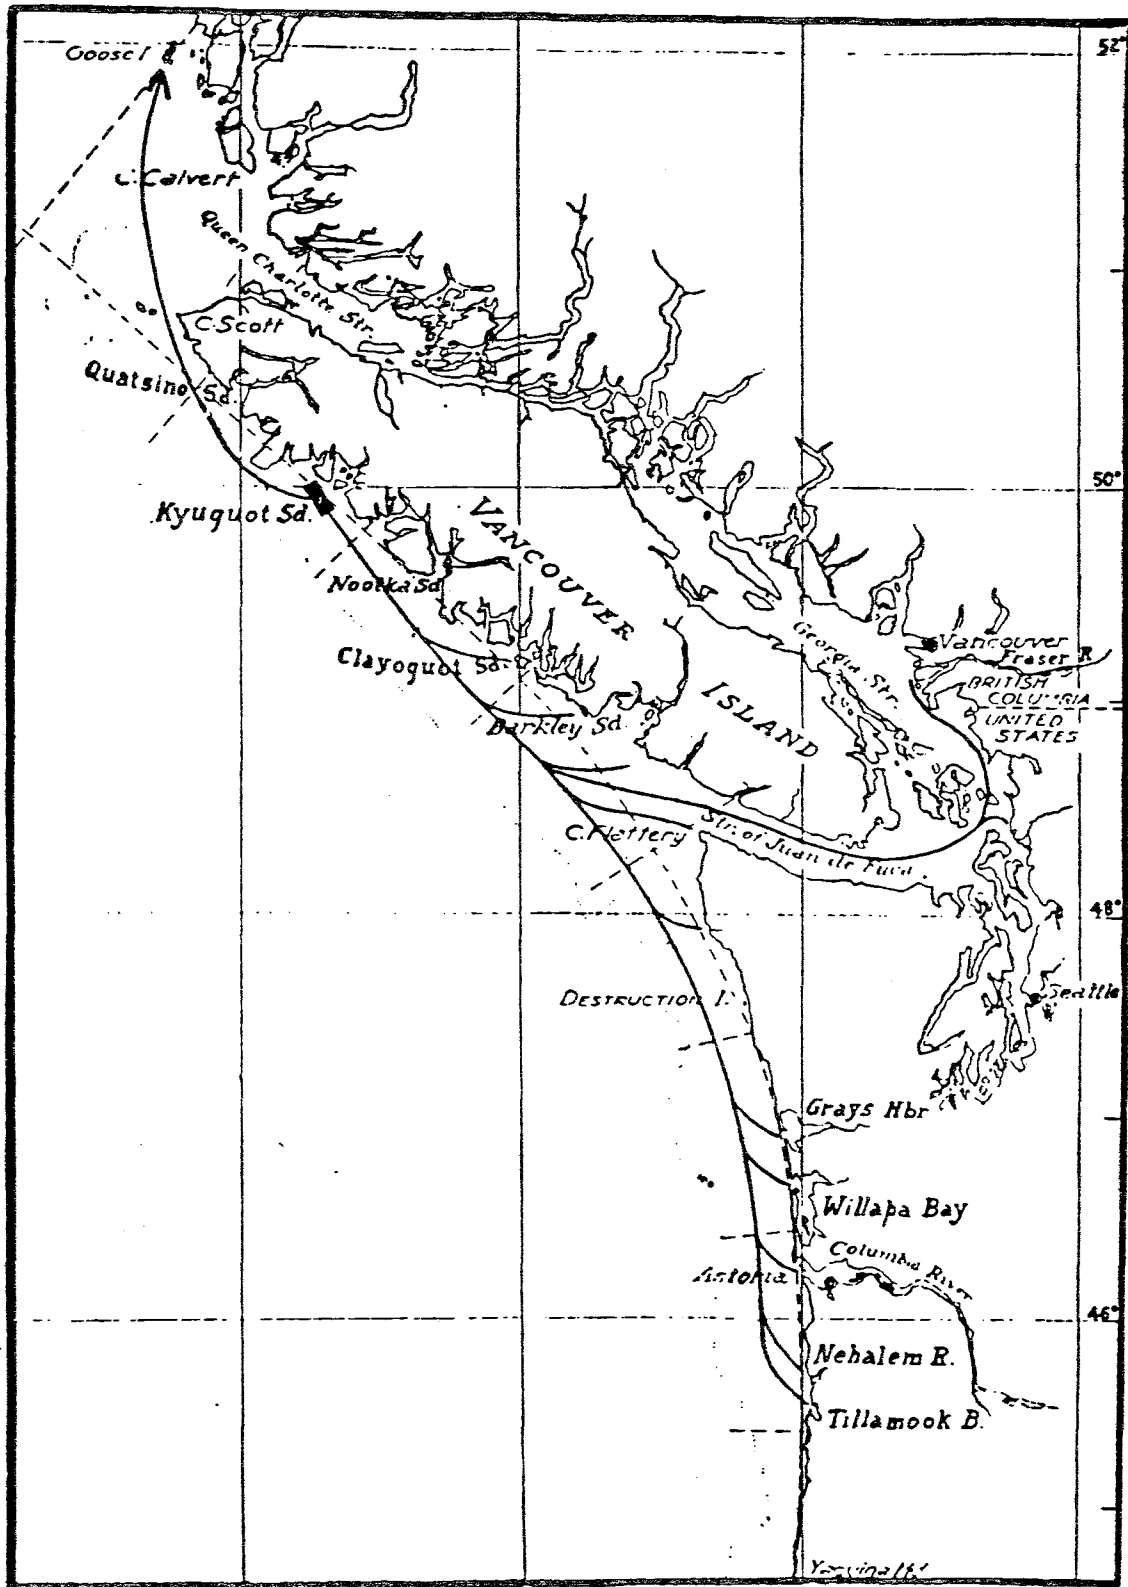 52°
Goose I
C. Calvert
Queen Charlotte Str.
C. Scott
Quatsino Sd.
50°
Kyuquot Sd.
VANCOUVER
ISLAND
Nootka Sd
Clayoquot Sd.
Georgia Str.
Vancouver
Fraser R
BRITISH
COLUMBIA
UNITED
STATES
Barkley Sd.
C. Flattery
Str. of Juan de Fuca.
48°
DESTRUCTION I.
Seattle
Grays Hbr
Willapa Bay
Columbia River
Astoria
46°
Nehalem R.
Tillamook B.